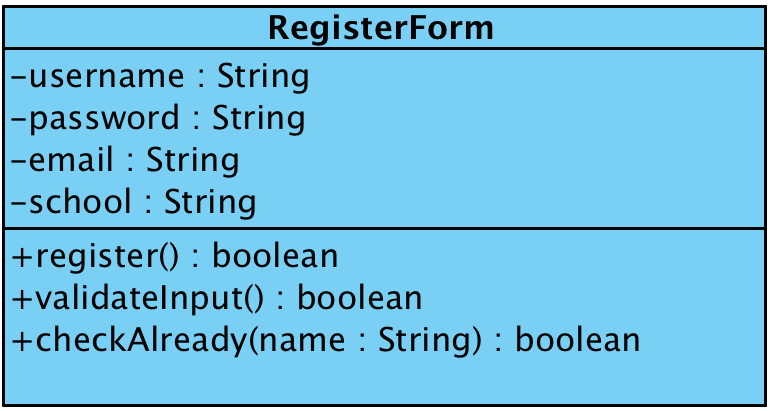 RegisterForm
-username : String
-password : String
-email : String
-school : String
+register() : boolean
+validateInput() : boolean
+checkAlready(name : String) : boolean